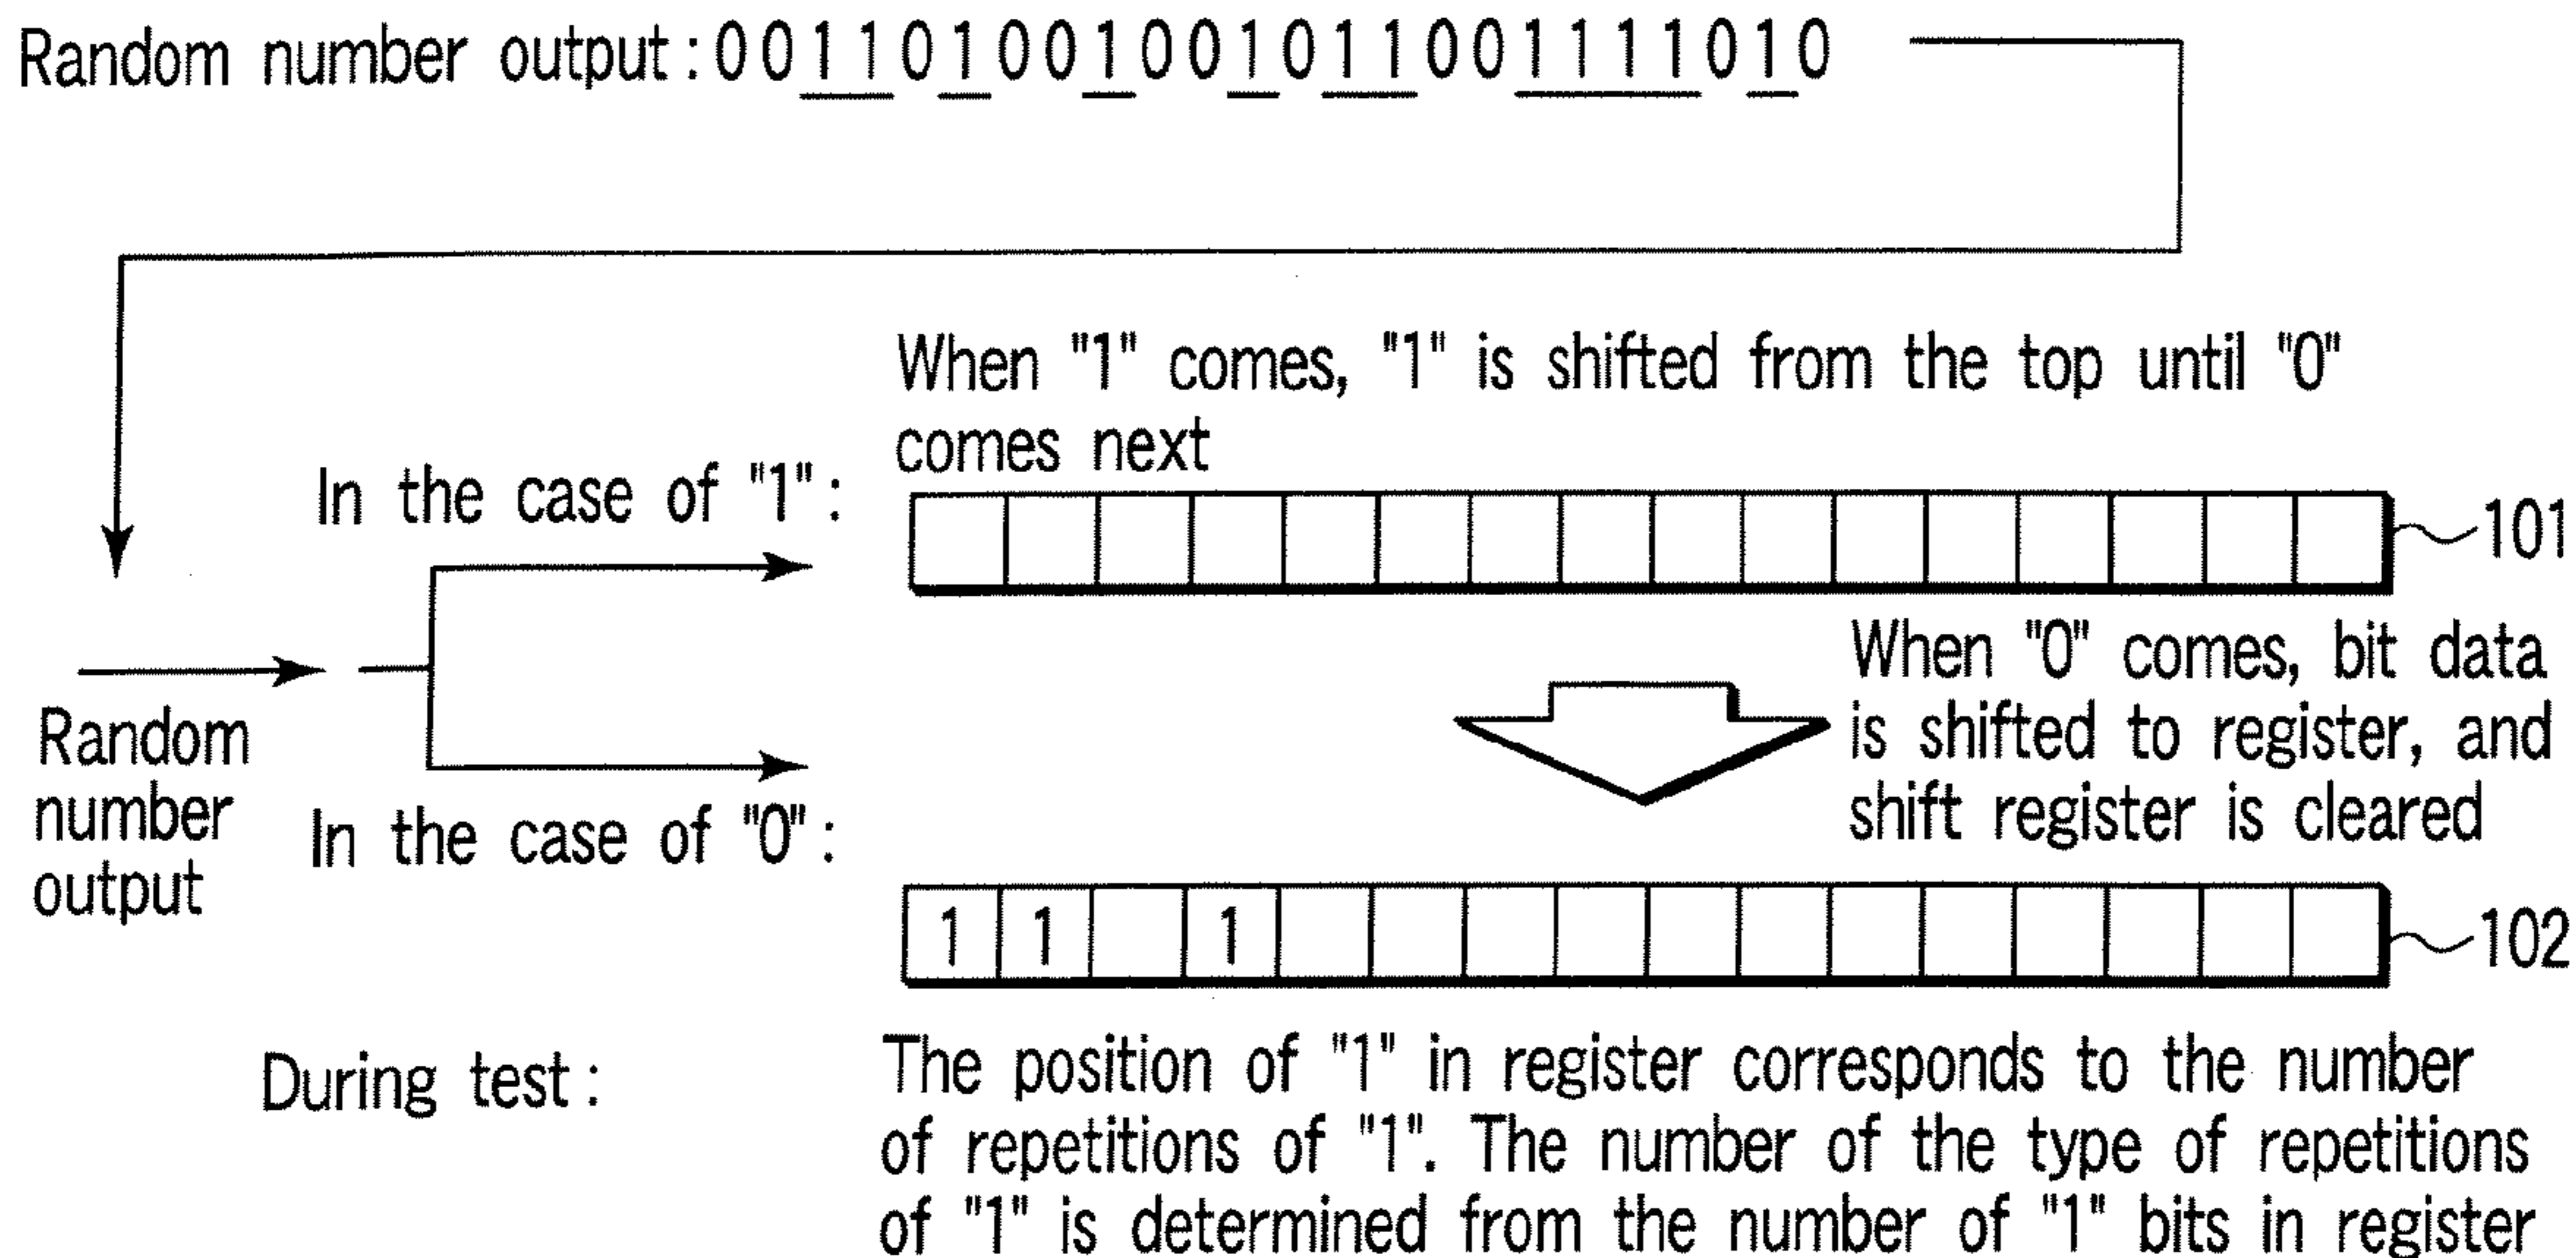 Random number output : 0 0 1 1 0 1 0 0 1 0 0 1 0 1 1 0 0 1 1 1 1 0 1 0
When "1" comes, "1" is shifted from the top until "0"
comes next
In the case of "1" :
101
When "0" comes, bit data
is shifted to register, and
shift register is cleared
Random
number
output
In the case of "0" :
1 1 1
102
During test :
The position of "1" in register corresponds to the number
of repetitions of "1". The number of the type of repetitions
of "1" is determined from the number of "1" bits in register